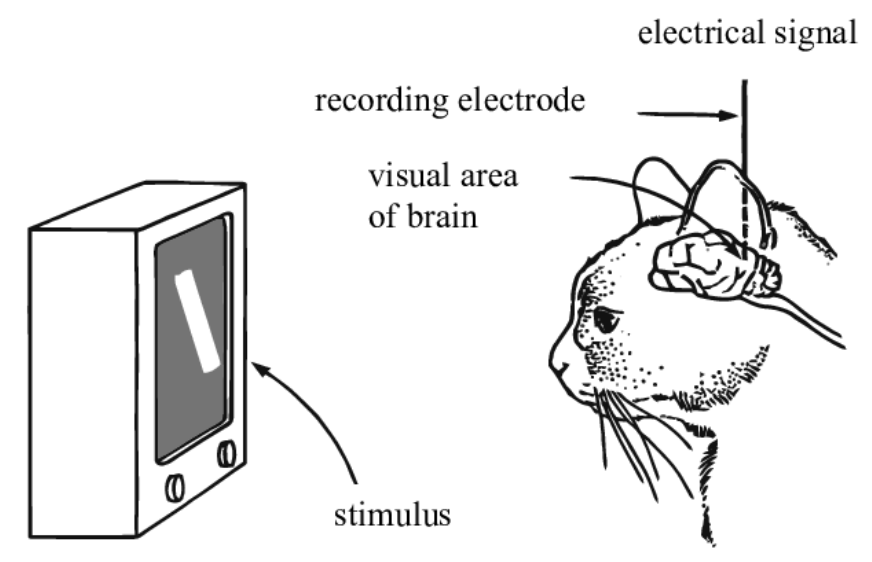 electrical signal
recording electrode
visual area
of brain
stimulus